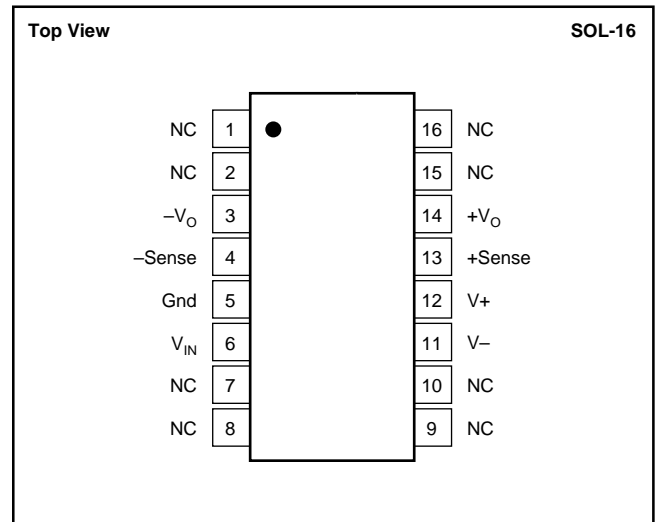 Top View SOL-16
NC 1 16 NC
NC 2 15 NC
–VO 3 14 +VO
–Sense 4 13 +Sense
Gnd 5 12 V+
VIN 6 11 V–
NC 7 10 NC
NC 8 9 NC